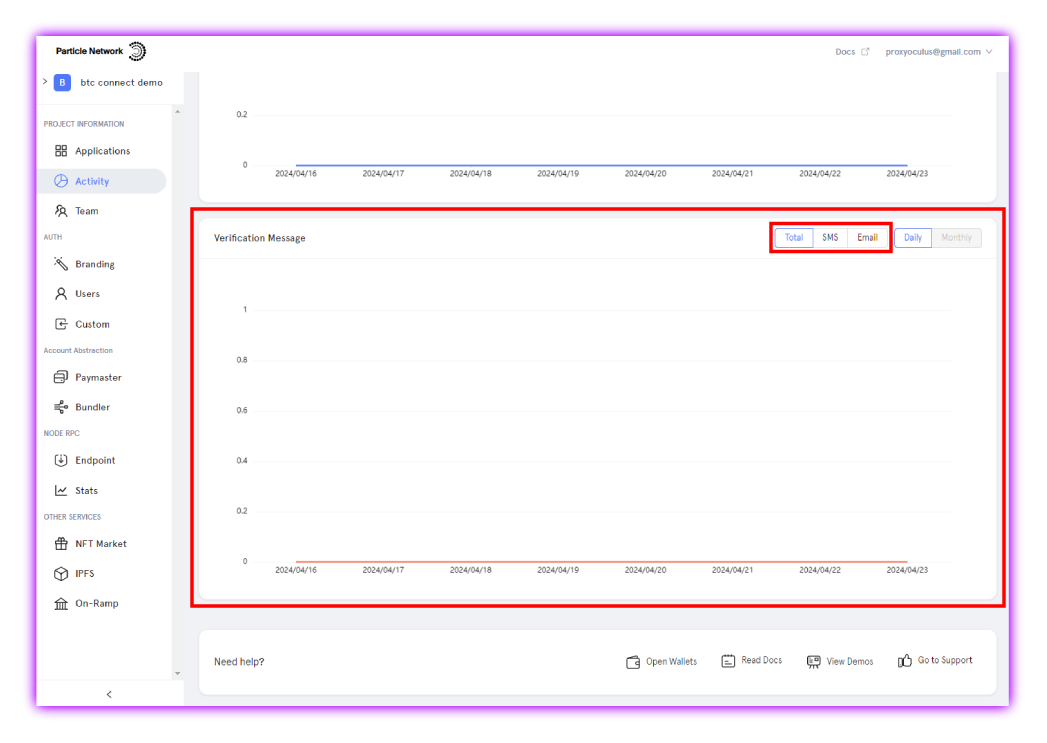 Particle Network
Docs
proxyoculus@gmail.com
B btc connect demo
PROJECT INFORMATION
Applications
Activity
Team
AUTH
Branding
Users
Custom
Account Abstraction
Paymaster
Bundler
NODE RPC
Endpoint
Stats
OTHER SERVICES
NFT Market
IPFS
On-Ramp
0.2
0
2024/04/16 2024/04/17 2024/04/18 2024/04/19 2024/04/20 2024/04/21 2024/04/22 2024/04/23
Verification Message
Total SMS Email Daily Monthly
1
0.8
0.6
0.4
0.2
0
2024/04/16 2024/04/17 2024/04/18 2024/04/19 2024/04/20 2024/04/21 2024/04/22 2024/04/23
Need help?
Open Wallets Read Docs View Demos Go to Support